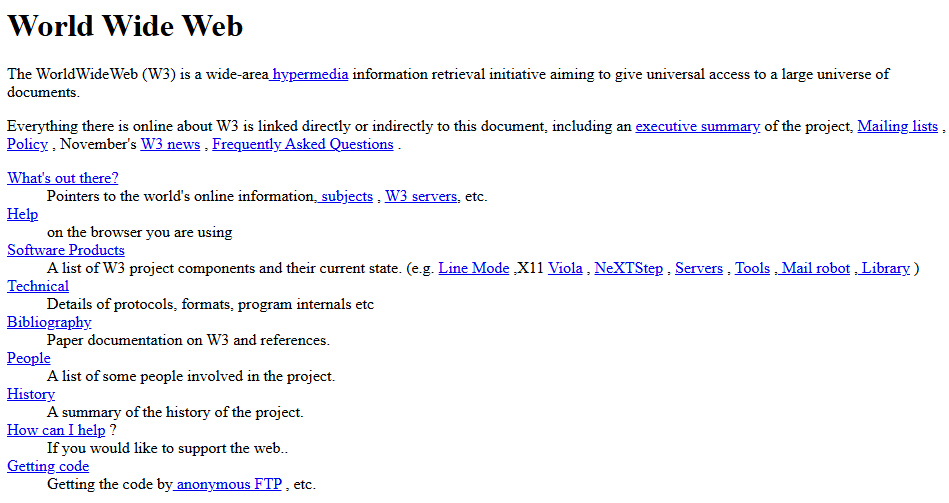 World Wide Web
The WorldWideWeb (W3) is a wide-area hypermedia information retrieval initiative aiming to give universal access to a large universe of
documents.
Everything there is online about W3 is linked directly or indirectly to this document, including an executive summary of the project, Mailing lists ,
Policy , November's W3 news , Frequently Asked Questions .
What's out there?
Pointers to the world's online information, subjects , W3 servers, etc.
Help
on the browser you are using
Software Products
A list of W3 project components and their current state. (e.g. Line Mode ,X11 Viola , NeXTStep , Servers , Tools , Mail robot , Library )
Technical
Details of protocols, formats, program internals etc
Bibliography
Paper documentation on W3 and references.
People
A list of some people involved in the project.
History
A summary of the history of the project.
How can I help ?
If you would like to support the web..
Getting code
Getting the code by anonymous FTP , etc.